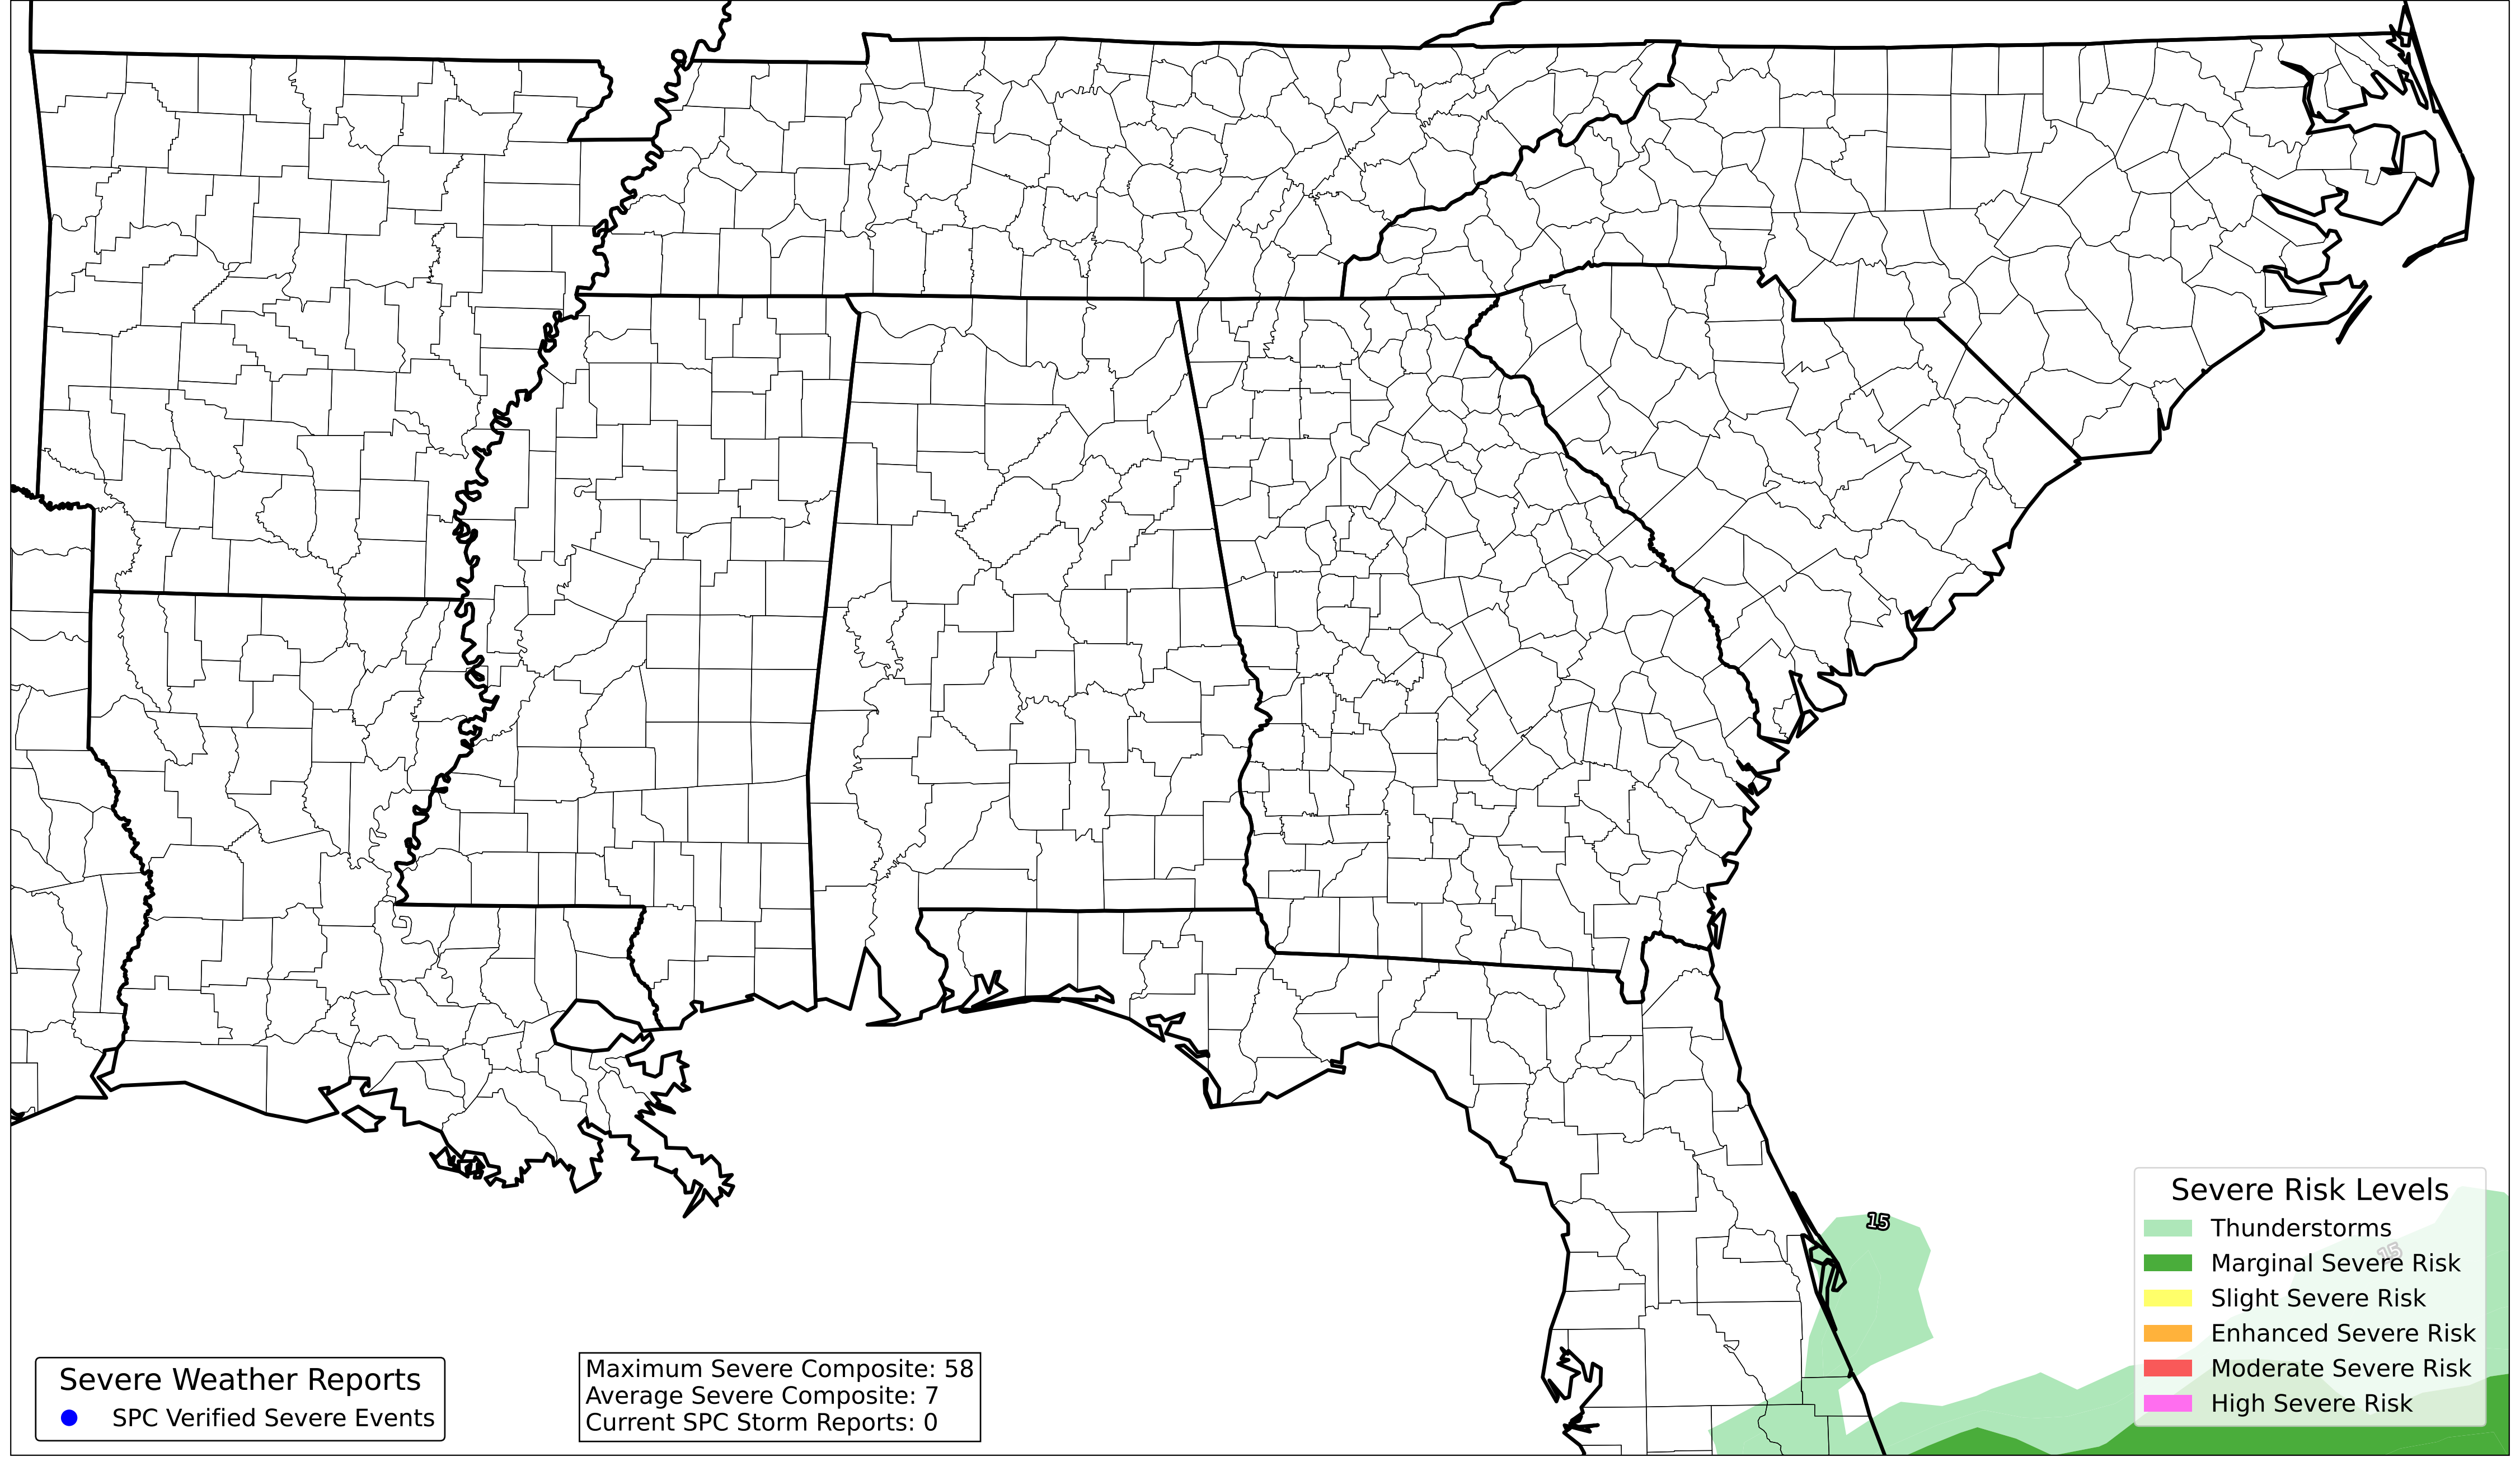 15
15
Severe Risk Levels
Thunderstorms
Marginal Severe Risk
Slight Severe Risk
Enhanced Severe Risk
Moderate Severe Risk
High Severe Risk
Severe Weather Reports
SPC Verified Severe Events
Maximum Severe Composite: 58
Average Severe Composite: 7
Current SPC Storm Reports: 0